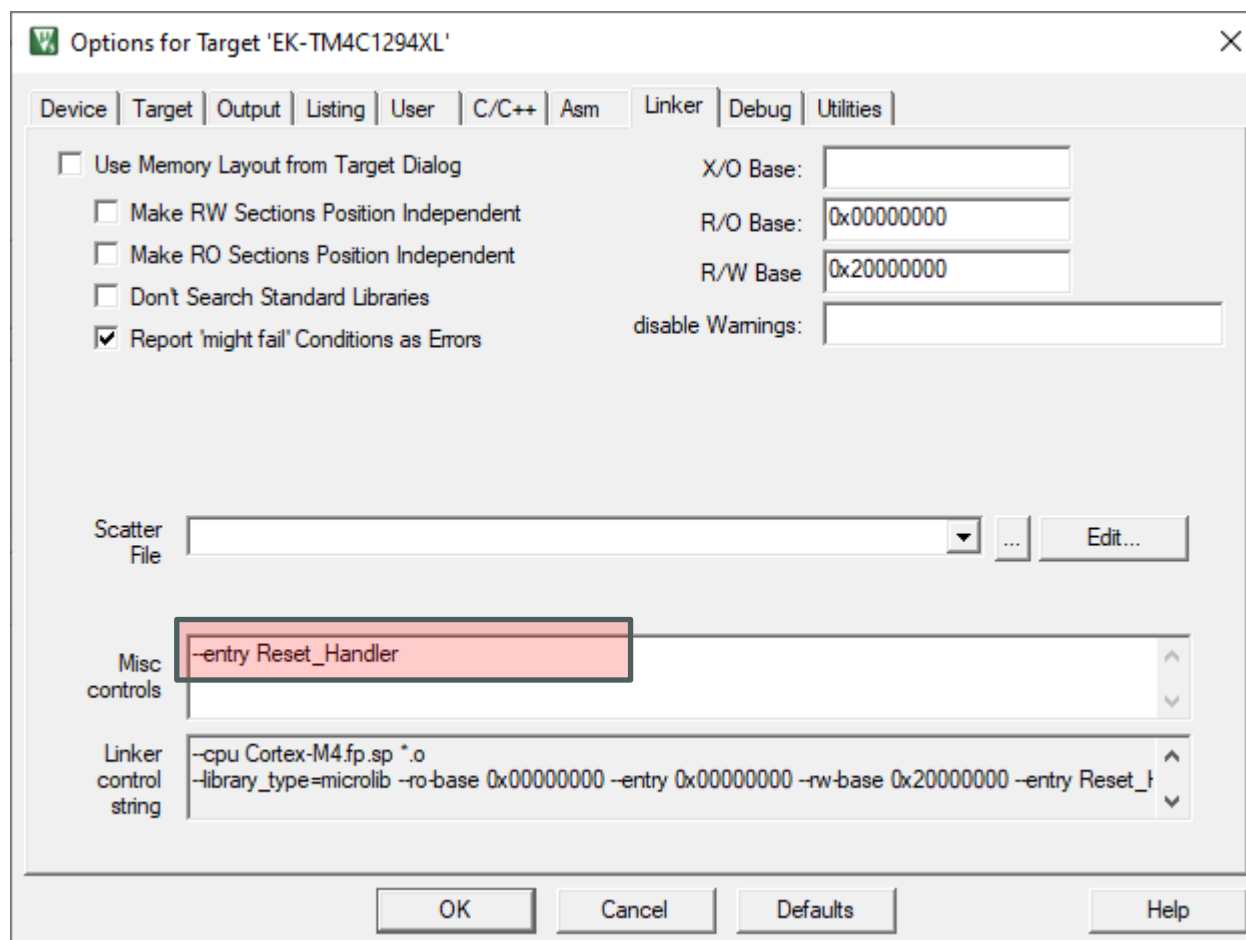 Options for Target 'EK-TM4C1294XL'
Device Target Output Listing User C/C++ Asm Linker Debug Utilities
Use Memory Layout from Target Dialog
Make RW Sections Position Independent
Make RO Sections Position Independent
Don't Search Standard Libraries
Report 'might fail' Conditions as Errors
X/O Base:
R/O Base: 0x00000000
R/W Base 0x20000000
disable Warnings:
Scatter
File
... Edit...
Misc
controls
--entry Reset_Handler
Linker
control
string
--cpu Cortex-M4.fp.sp *.o
--library_type=microlib --ro-base 0x00000000 --entry 0x00000000 --rw-base 0x20000000 --entry Reset_
OK Cancel Defaults Help